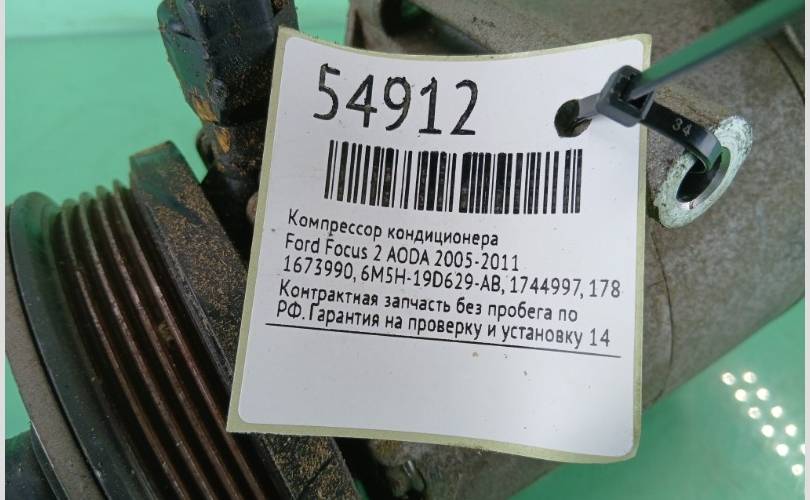 54912
Компрессор кондиционера
Ford Focus 2 AODA 2005-2011
1673990, 6M5H-19D629-AB, 1744997, 178
Контрактная запчасть без пробега по
РФ. Гарантия на проверку и установку 14
34